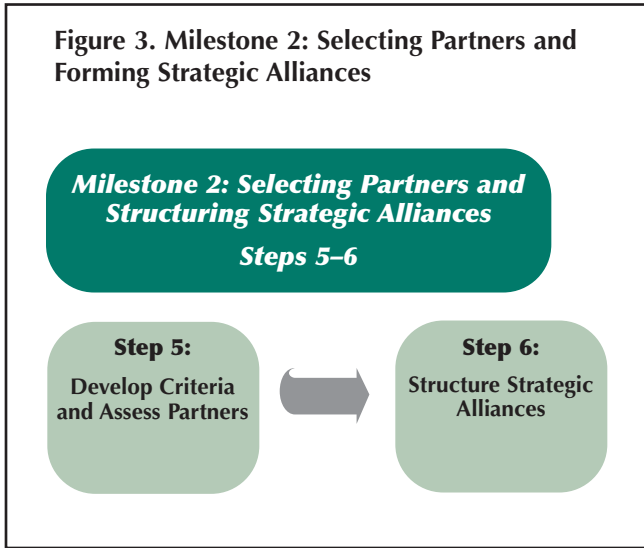 Figure 3. Milestone 2: Selecting Partners and
Forming Strategic Alliances
Milestone 2: Selecting Partners and
Structuring Strategic Alliances
Steps 5–6
Step 5:
Develop Criteria
and Assess Partners
Step 6:
Structure Strategic
Alliances